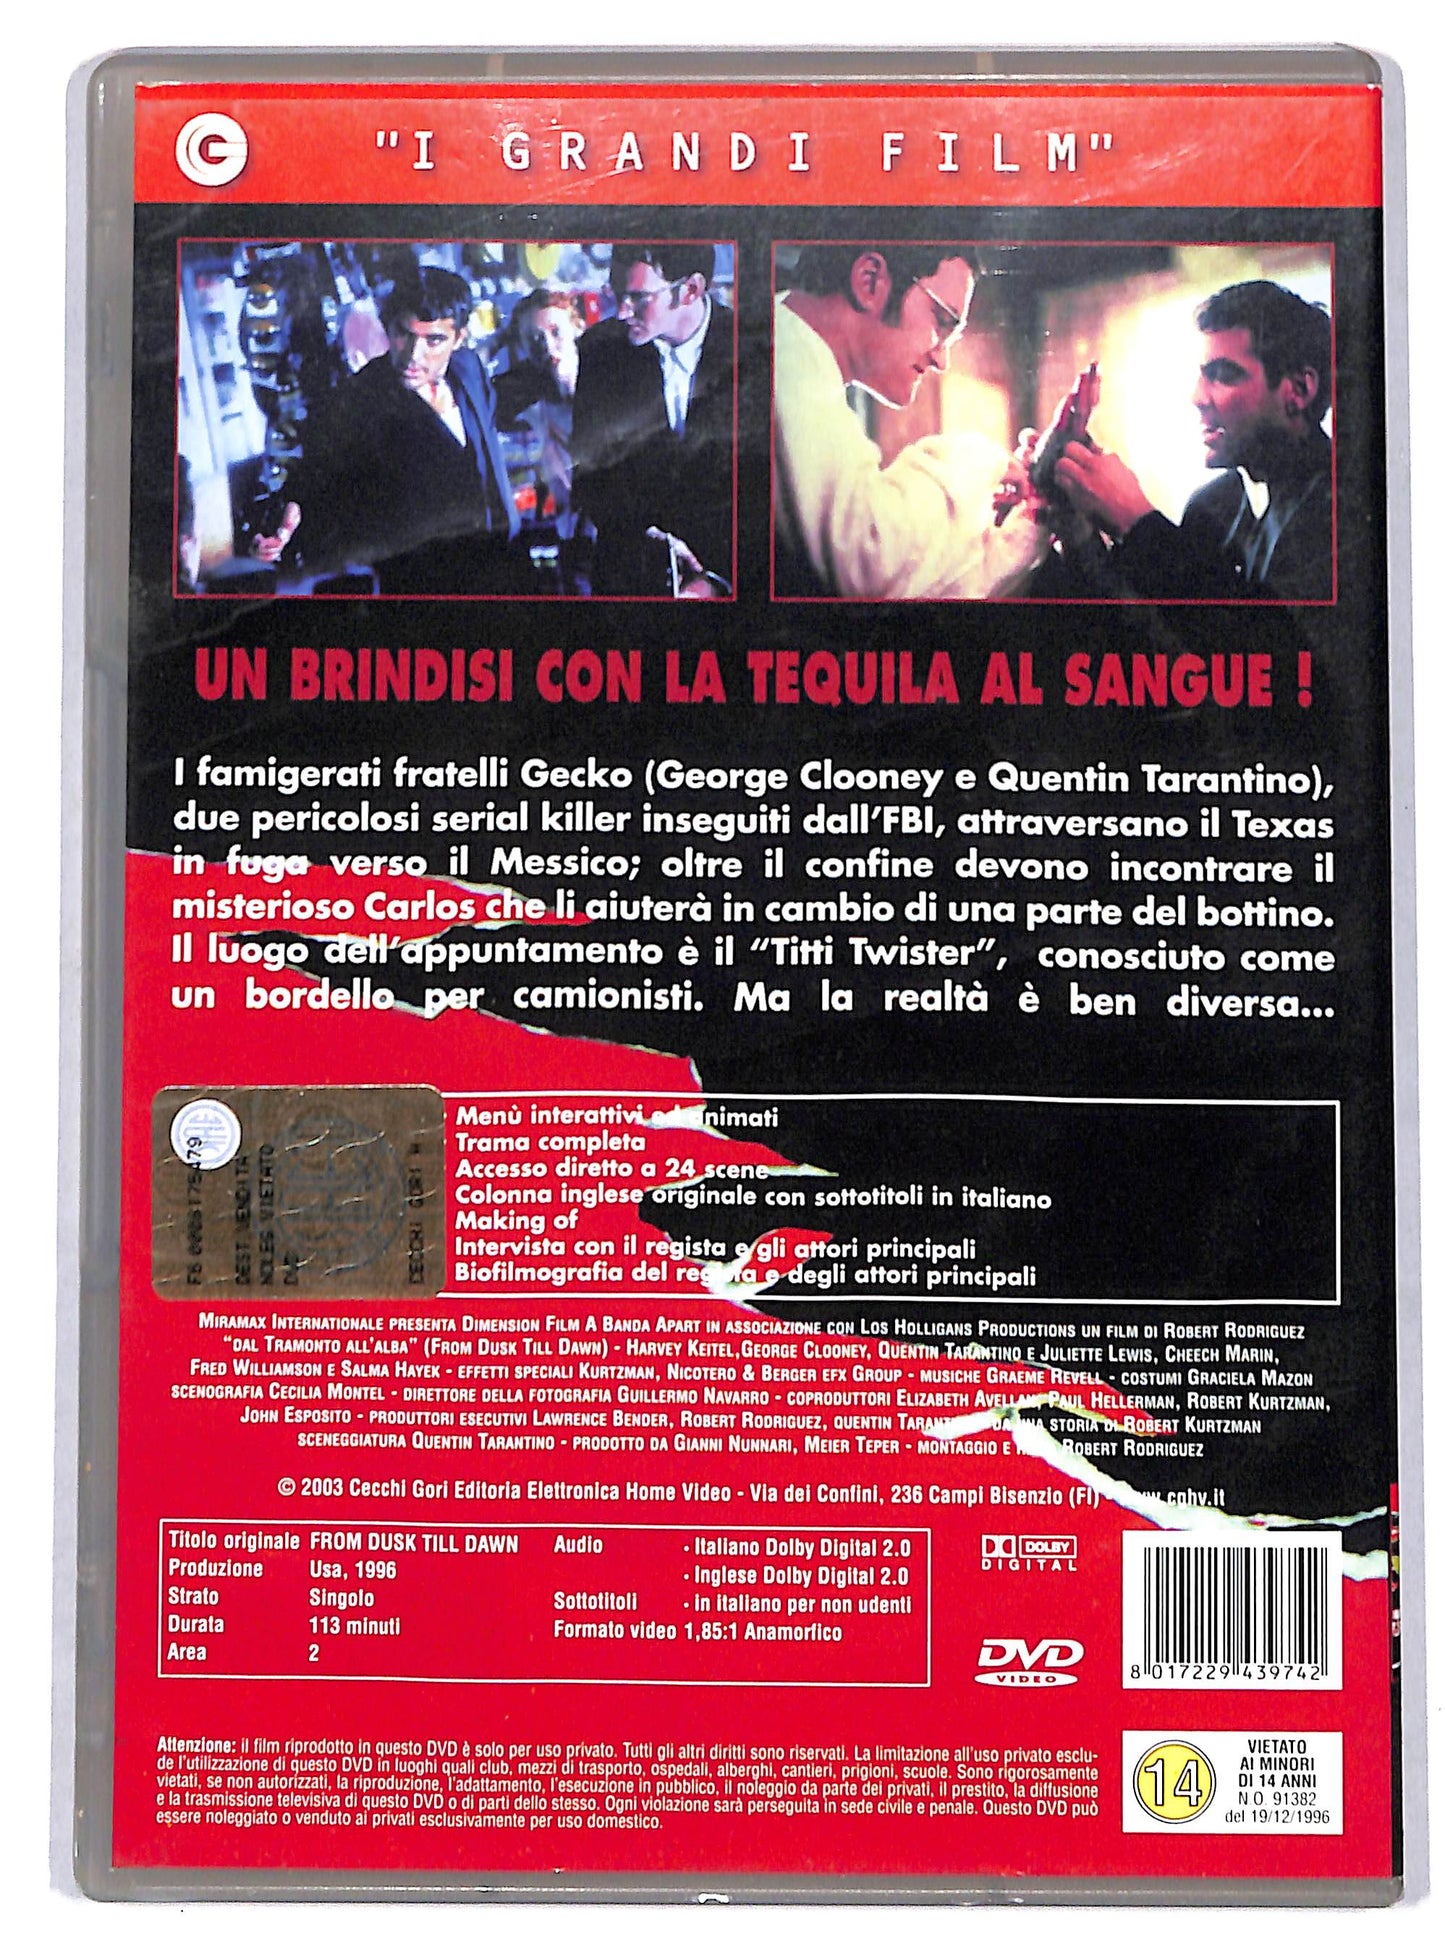 "I GRANDI FILM"
UN BRINDISI CON LA TEQUILA AL SANGUE !
I famigerati fratelli Gecko (George Clooney e Quentin Tarantino),
due pericolosi serial killer inseguiti dall'FBI, attraversano il Texas
in fuga verso il Messico; oltre il confine devono incontrare il
misterioso Carlos che li aiuterà in cambio di una parte del bottino.
Il luogo dell'appuntamento è il "Titti Twister", conosciuto come
un bordello per camionisti. Ma la realtà è ben diversa...
Menù interattivi ed animati
Trama completa
Accesso diretto a 24 scene
Colonna inglese originale con sottotitoli in italiano
Making of
Intervista con il regista e gli attori principali
Biofilmografia del regista e degli attori principali
DEST VENDITA
NOLEG VIETATO
DVD
CECCHI GORI H
MIRAMAX INTERNATIONALE PRESENTA DIMENSION FILM A BANDA APART IN ASSOCIAZIONE CON LOS HOLLIGANS PRODUCTIONS UN FILM DI ROBERT RODRIGUEZ
"DAL TRAMONTO ALL'ALBA" (FROM DUSK TILL DAWN) - HARVEY KEITEL,GEORGE CLOONEY, QUENTIN TARANTINO E JULIETTE LEWIS, CHEECH MARIN,
FRED WILLIAMSON E SALMA HAYEK - EFFETTI SPECIALI KURTZMAN, NICOTERO & BERGER EFX GROUP - MUSICHE GRAEME REVELL - COSTUMI GRACIELA MAZON
SCENOGRAFIA CECILIA MONTEL - DIRETTORE DELLA FOTOGRAFIA GUILLERMO NAVARRO - COPRODUTTORI ELIZABETH AVELLAN, PAUL HELLERMAN, ROBERT KURTZMAN,
JOHN ESPOSITO - PRODUTTORI ESECUTIVI LAWRENCE BENDER, ROBERT RODRIGUEZ, QUENTIN TARANTINO DA UNA STORIA DI ROBERT KURTZMAN
SCENEGGIATURA QUENTIN TARANTINO - PRODOTTO DA GIANNI NUNNARI, MEIER TEPER - MONTAGGIO E ROBERT RODRIGUEZ
© 2003 Cecchi Gori Editoria Elettronica Home Video - Via dei Confini, 236 Campi Bisenzio (FI) - www.cghv.it
Titolo originale FROM DUSK TILL DAWN
Produzione Usa, 1996
Strato Singolo
Durata 113 minuti
Area 2
Audio • Italiano Dolby Digital 2.0
• Inglese Dolby Digital 2.0
Sottotitoli • in italiano per non udenti
Formato video 1,85:1 Anamorfico
DOLBY
DIGITAL
DVD
VIDEO
8 017229 439742
Attenzione: il film riprodotto in questo DVD è solo per uso privato. Tutti gli altri diritti sono riservati. La limitazione all'uso privato esclu-
de l'utilizzazione di questo DVD in luoghi quali club, mezzi di trasporto, ospedali, alberghi, cantieri, prigioni, scuole. Sono rigorosamente
vietati, se non autorizzati, la riproduzione, l'adattamento, l'esecuzione in pubblico, il noleggio da parte dei privati, il prestito, la diffusione
e la trasmissione televisiva di questo DVD o di parti dello stesso. Ogni violazione sarà perseguita in sede civile e penale. Questo DVD può
essere noleggiato o venduto ai privati esclusivamente per uso domestico.
14
VIETATO
AI MINORI
DI 14 ANNI
N.O. 91382
del 19/12/1996